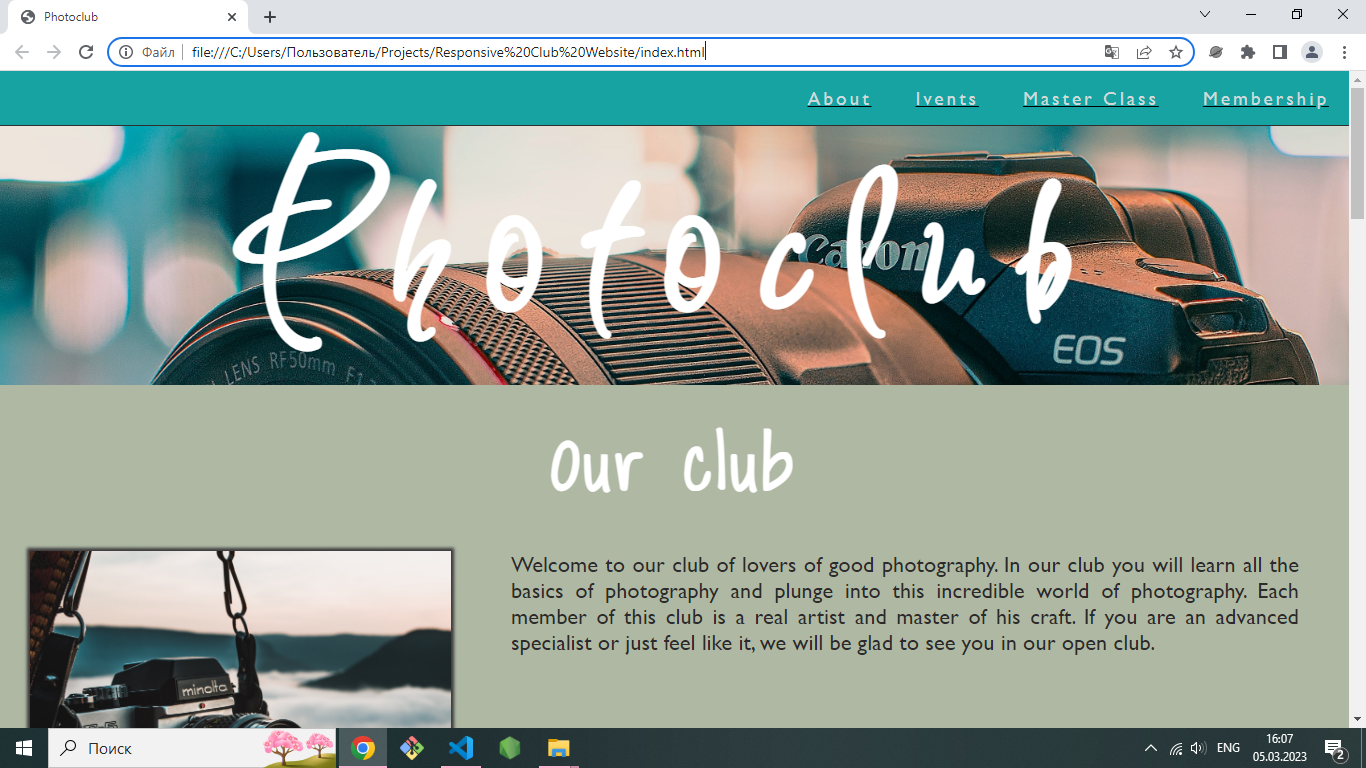 Photoclub
Файл
file:///C:/Users/Пользователь/Projects/Responsive%20Club%20Website/index.html
About Ivents Master Class Membership
Photoclub
Canon
EOS
LENS RF50mm F1.
Our club
Welcome to our club of lovers of good photography. In our club you will learn all the
basics of photography and plunge into this incredible world of photography. Each
member of this club is a real artist and master of his craft. If you are an advanced
specialist or just feel like it, we will be glad to see you in our open club.
minolta
Поиск
ENG
16:07
05.03.2023
2